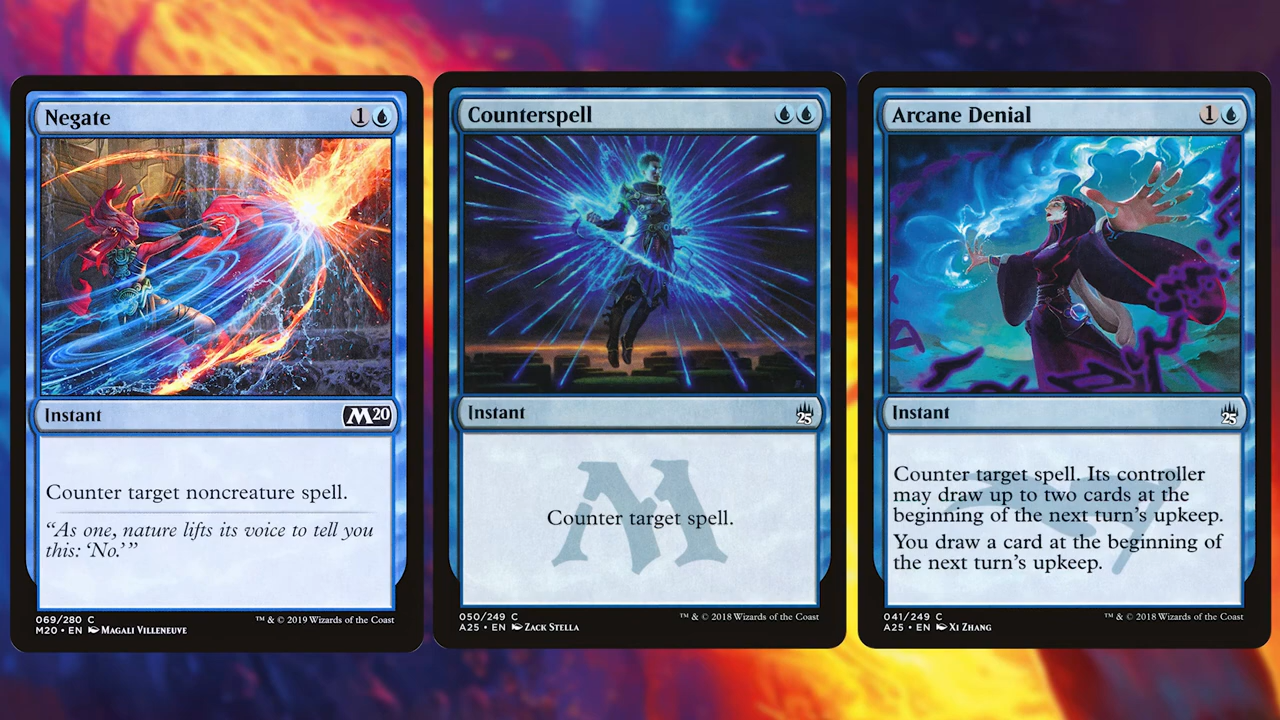 Negate 1
Instant M20
Counter target noncreature spell.
“As one, nature lifts its voice to tell you
this: ‘No.’”
069/280 C ™ & © 2019 Wizards of the Coast
M20 • EN Magali Villeneuve
Counterspell
Instant 25
Counter target spell.
050/249 C ™ & © 2018 Wizards of the Coast
A25 • EN Zack Stella
Arcane Denial 1
Instant 25
Counter target spell. Its controller
may draw up to two cards at the
beginning of the next turn’s upkeep.
You draw a card at the beginning of
the next turn’s upkeep.
041/249 C ™ & © 2018 Wizards of the Coast
A25 • EN Xi Zhang